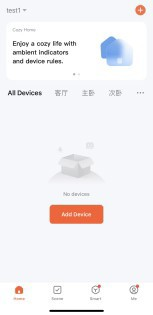 test1
Cozy Home
Enjoy a cozy life with
ambient indicators
and device rules.
All Devices 客厅 主卧 次卧
No devices
Add Device
Home Scene Smart Me